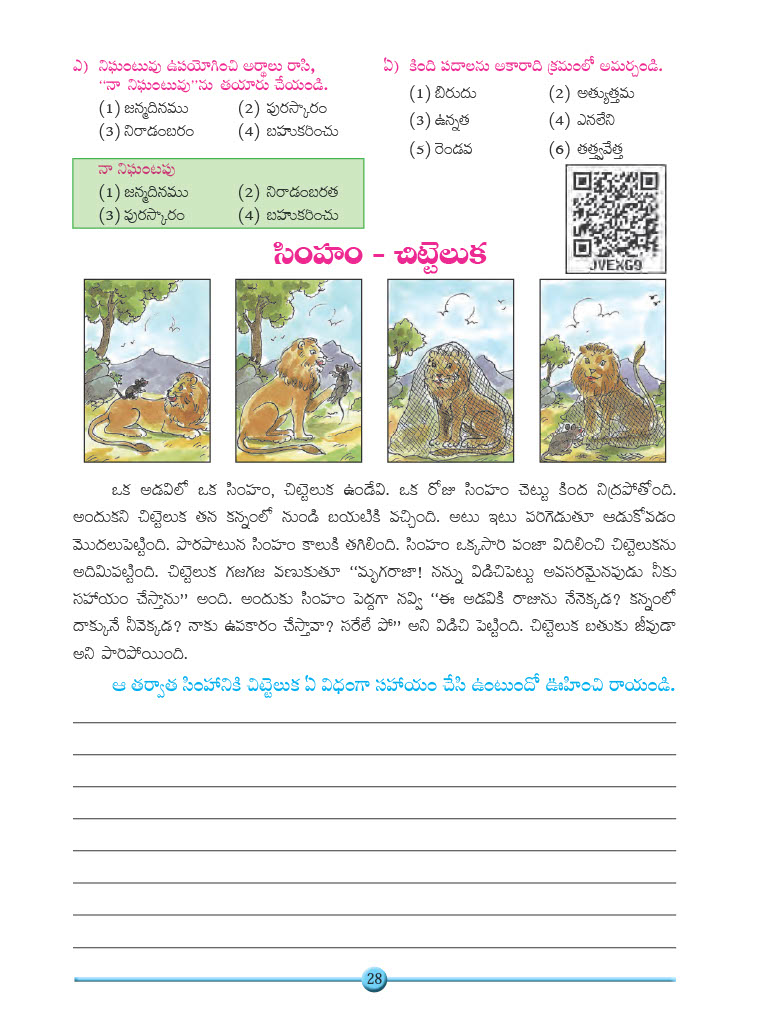 ఎ) నిఘంటువు ఉపయోగించి అర్థాలు రాసి,
“నా నిఘంటువు”ను తయారు చేయండి.
(1) జన్మదినము (2) పురస్కారం
(3) నిరాడంబరం (4) బహుకరించు
నా నిఘంటపు
(1) జన్మదినము (2) నిరాడంబరత
(3) పురస్కారం (4) బహుకరించు
ఏ) కింది పదాలను అకారాది క్రమంలో అమర్చండి.
(1) బిరుదు (2) అత్యుత్తమ
(3) ఉన్నత (4) ఎనలేని
(5) రెండవ (6) తత్త్వవేత్త
JVEXG9
సింహం – చిట్టెలుక
ఒక అడవిలో ఒక సింహం, చిట్టెలుక ఉండేవి. ఒక రోజు సింహం చెట్టు కింద నిద్రపోతోంది.
అందుకని చిట్టెలుక తన కన్నంలో నుండి బయటికి వచ్చింది. అటు ఇటు పరిగెడుతూ ఆడుకోవడం
మొదలుపెట్టింది. పొరపాటున సింహం కాలుకి తగిలింది. సింహం ఒక్కసారి పంజా విదిలించి చిట్టెలుకను
అదిమిపట్టింది. చిట్టెలుక గజగజ వణుకుతూ “మృగరాజా! నన్ను విడిచిపెట్టు అవసరమైనపుడు నీకు
సహాయం చేస్తాను” అంది. అందుకు సింహం పెద్దగా నవ్వి “ఈ అడవికి రాజును నేనెక్కడ? కన్నంలో
దాక్కునే నీవెక్కడ? నాకు ఉపకారం చేస్తావా? సరేలే పో” అని విడిచి పెట్టింది. చిట్టెలుక బతుకు జీవుడా
అని పారిపోయింది.
ఆ తర్వాత సింహానికి చిట్టెలుక ఏ విధంగా సహాయం చేసి ఉంటుందో ఊహించి రాయండి.
28